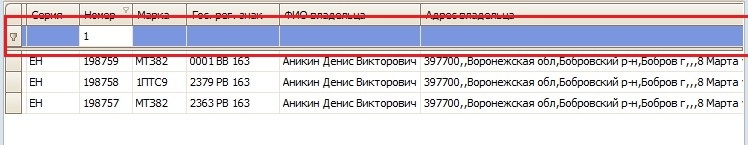 Серия Номер Марка Гос. рег. знак ФИО владельца Адрес владельца
1
ЕН 198759 МТЗ82 0001 ВВ 163 Аникин Денис Викторович 397700,,Воронежская обл,Бобровский р-н,Бобров г,,,8 Марта
ЕН 198758 1ПТС9 2379 РВ 163 Аникин Денис Викторович 397700,,Воронежская обл,Бобровский р-н,Бобров г,,,8 Марта
ЕН 198757 МТЗ82 2363 РВ 163 Аникин Денис Викторович 397700,,Воронежская обл,Бобровский р-н,Бобров г,,,8 Марта